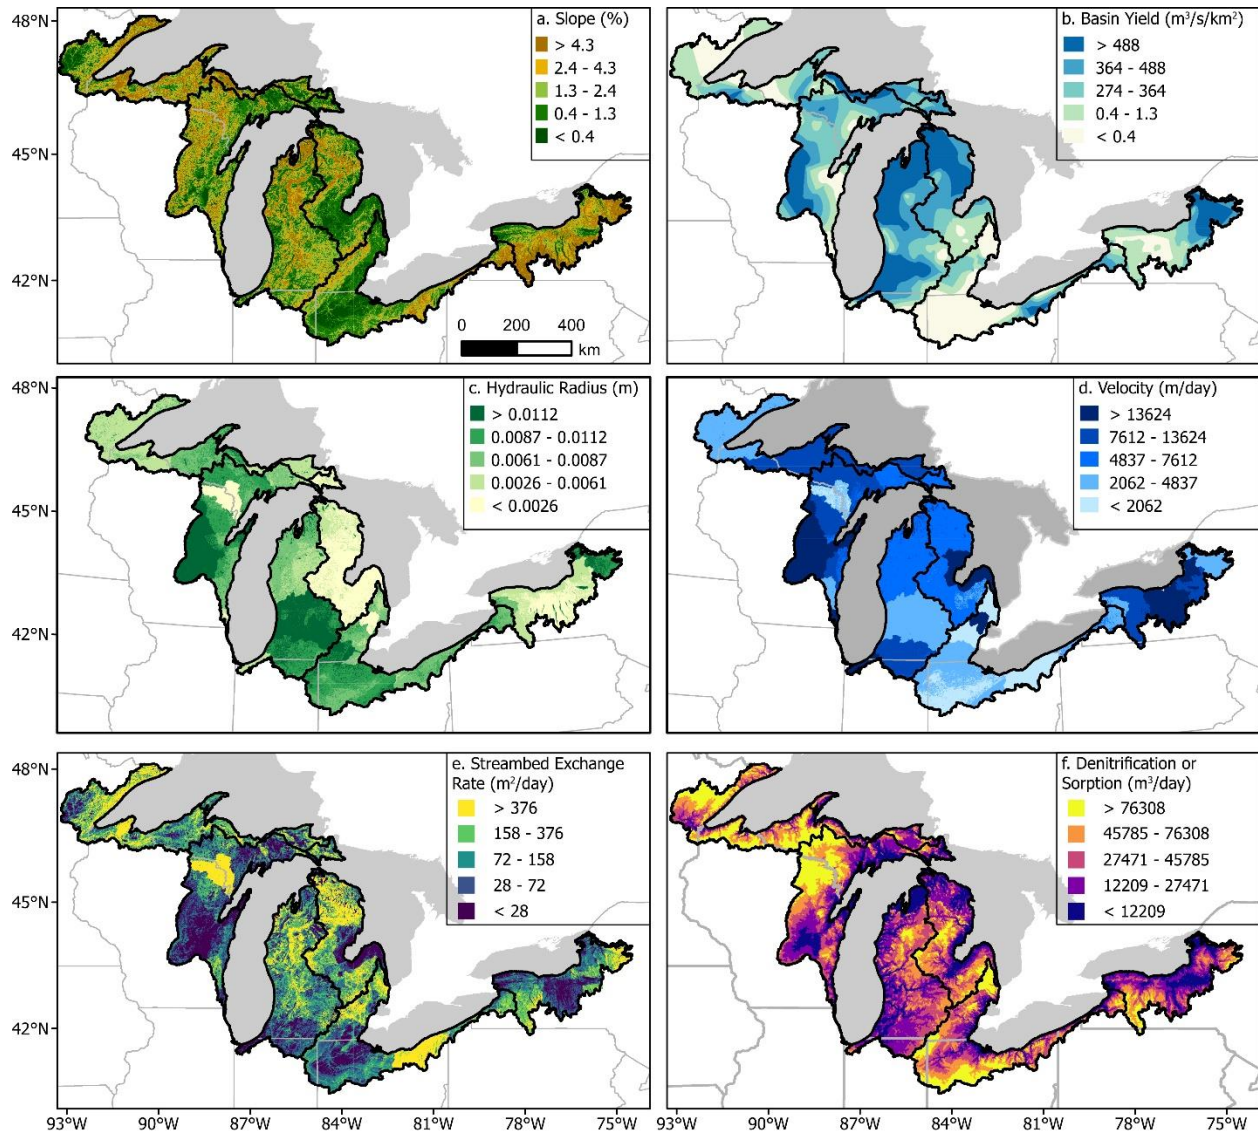 48°N
45°N
42°N
a. Slope (%)
> 4.3
2.4 - 4.3
1.3 - 2.4
0.4 - 1.3
< 0.4
0 200 400
km
b. Basin Yield (m³/s/km²)
> 488
364 - 488
274 - 364
0.4 - 1.3
< 0.4
48°N
45°N
42°N
c. Hydraulic Radius (m)
> 0.0112
0.0087 - 0.0112
0.0061 - 0.0087
0.0026 - 0.0061
< 0.0026
d. Velocity (m/day)
> 13624
7612 - 13624
4837 - 7612
2062 - 4837
< 2062
48°N
45°N
42°N
e. Streambed Exchange
Rate (m²/day)
> 376
158 - 376
72 - 158
28 - 72
< 28
f. Denitrification or
Sorption (m³/day)
> 76308
45785 - 76308
27471 - 45785
12209 - 27471
< 12209
93°W 90°W 87°W 84°W 81°W 78°W 75°W
93°W 90°W 87°W 84°W 81°W 78°W 75°W